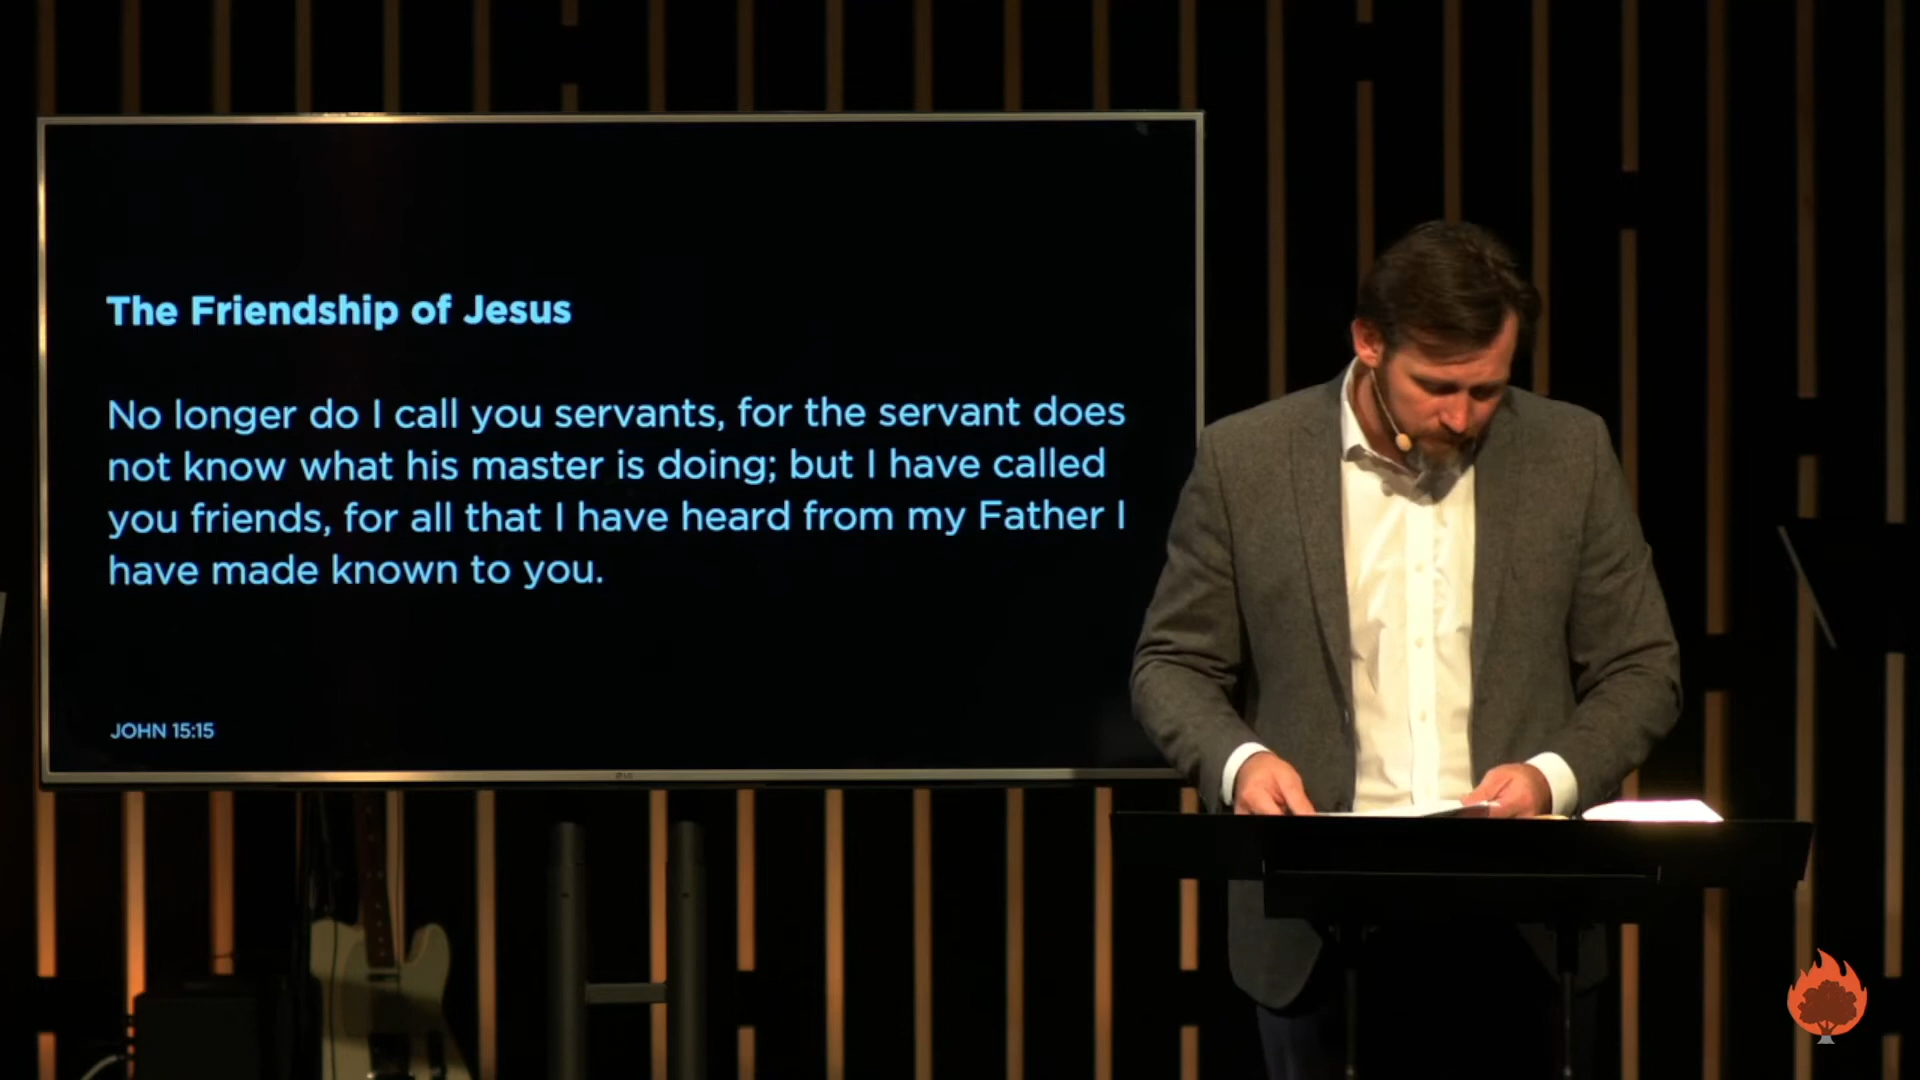 The Friendship of Jesus
No longer do I call you servants, for the servant does
not know what his master is doing; but I have called
you friends, for all that I have heard from my Father I
have made known to you.
JOHN 15:15
LG